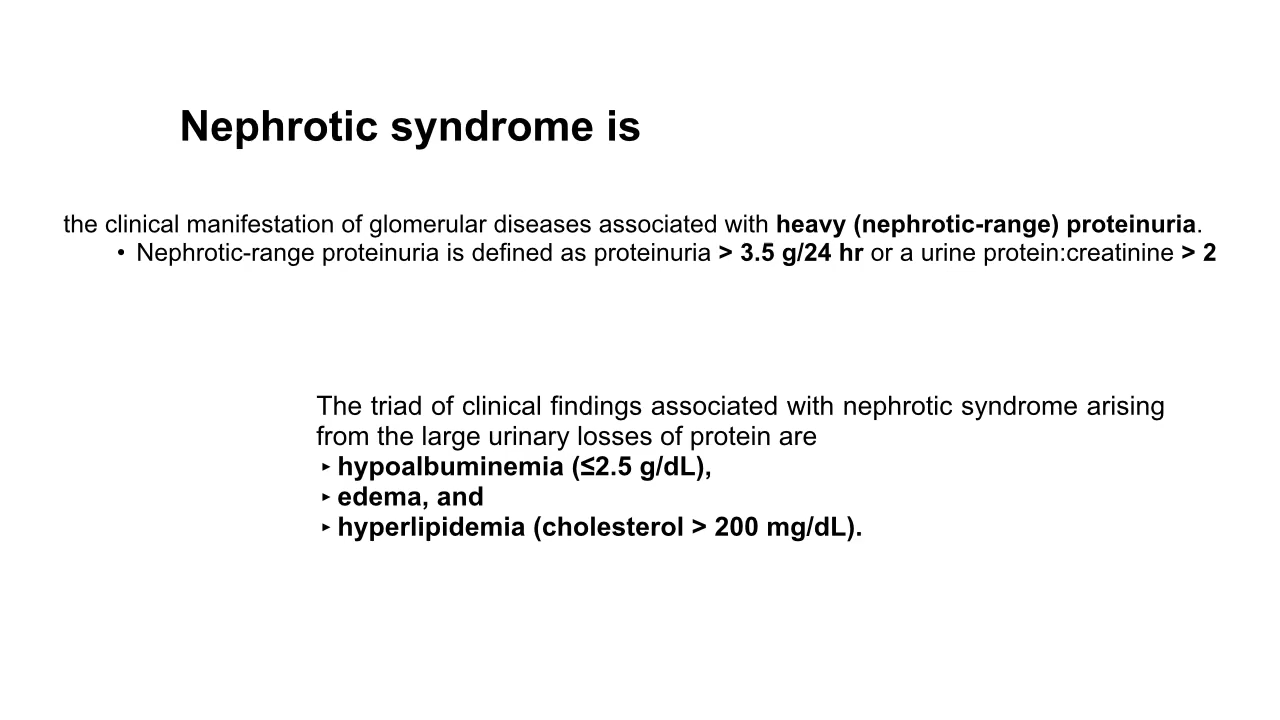 Nephrotic syndrome is
the clinical manifestation of glomerular diseases associated with heavy (nephrotic-range) proteinuria.
• Nephrotic-range proteinuria is defined as proteinuria > 3.5 g/24 hr or a urine protein:creatinine > 2
The triad of clinical findings associated with nephrotic syndrome arising
from the large urinary losses of protein are
‣ hypoalbuminemia (≤2.5 g/dL),
‣ edema, and
‣ hyperlipidemia (cholesterol > 200 mg/dL).